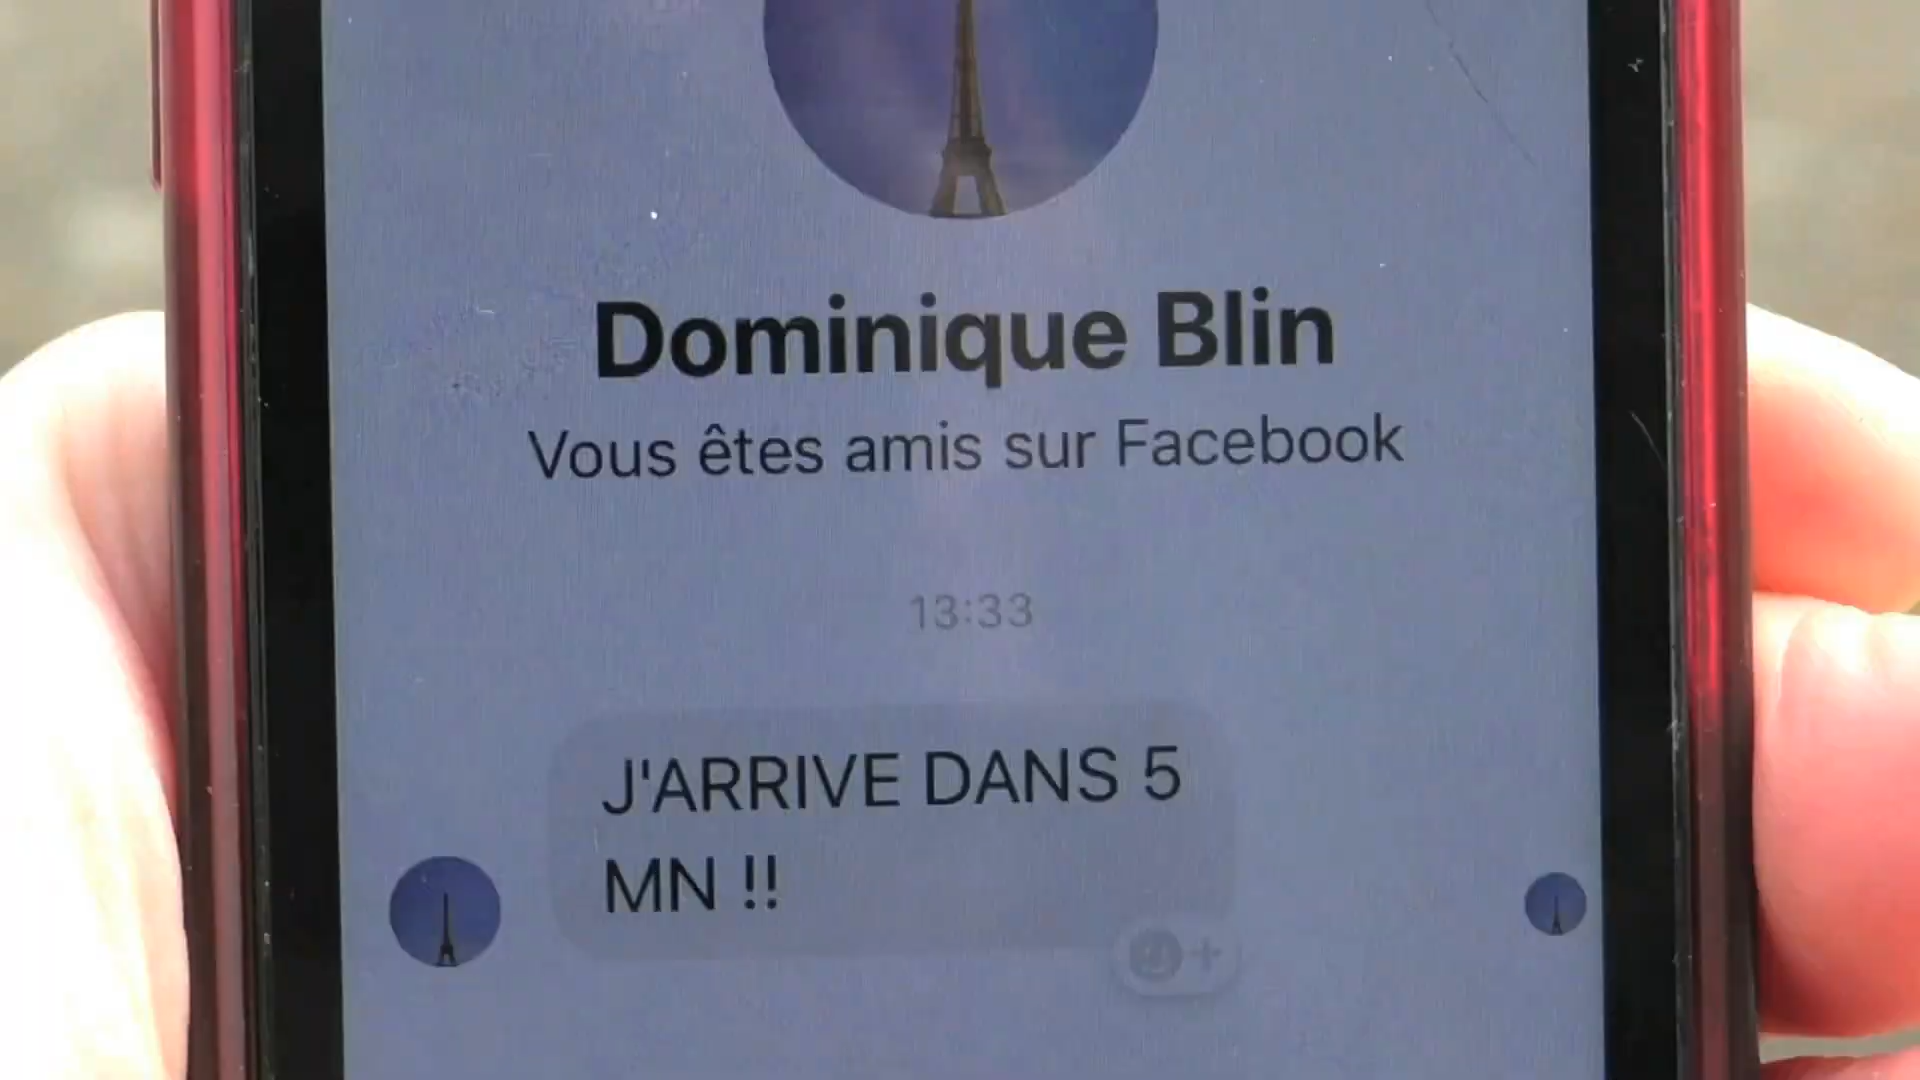 Dominique Blin
Vous êtes amis sur Facebook
13:33
J'ARRIVE DANS 5
MN !!